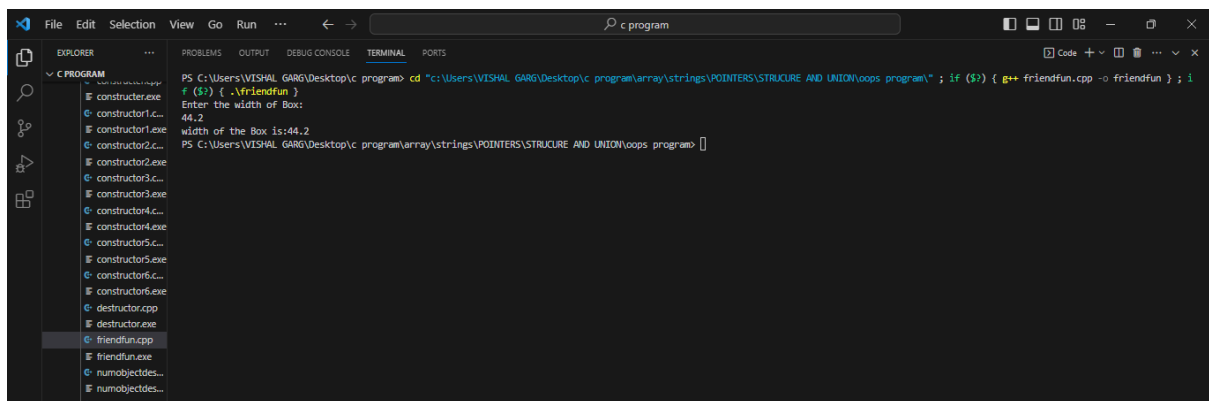 File Edit Selection View Go Run ··· ← → c program
EXPLORER ···
PROBLEMS OUTPUT DEBUG CONSOLE TERMINAL PORTS
Code
C PROGRAM
constructer.exe
constructor1.c...
constructor1.exe
constructor2.c...
constructor2.exe
constructor3.c...
constructor3.exe
constructor4.c...
constructor4.exe
constructor5.c...
constructor5.exe
constructor6.c...
constructor6.exe
destructor.cpp
destructor.exe
friendfun.cpp
friendfun.exe
numobjectdes...
numobjectdes...
PS C:\Users\VISHAL GARG\Desktop\c program> cd "c:\Users\VISHAL GARG\Desktop\c program\array\strings\POINTERS\STRUCURE AND UNION\oops program\" ; if ($?) { g++ friendfun.cpp -o friendfun } ; i
f ($?) { .\friendfun }
Enter the width of Box:
44.2
width of the Box is:44.2
PS C:\Users\VISHAL GARG\Desktop\c program\array\strings\POINTERS\STRUCURE AND UNION\oops program>